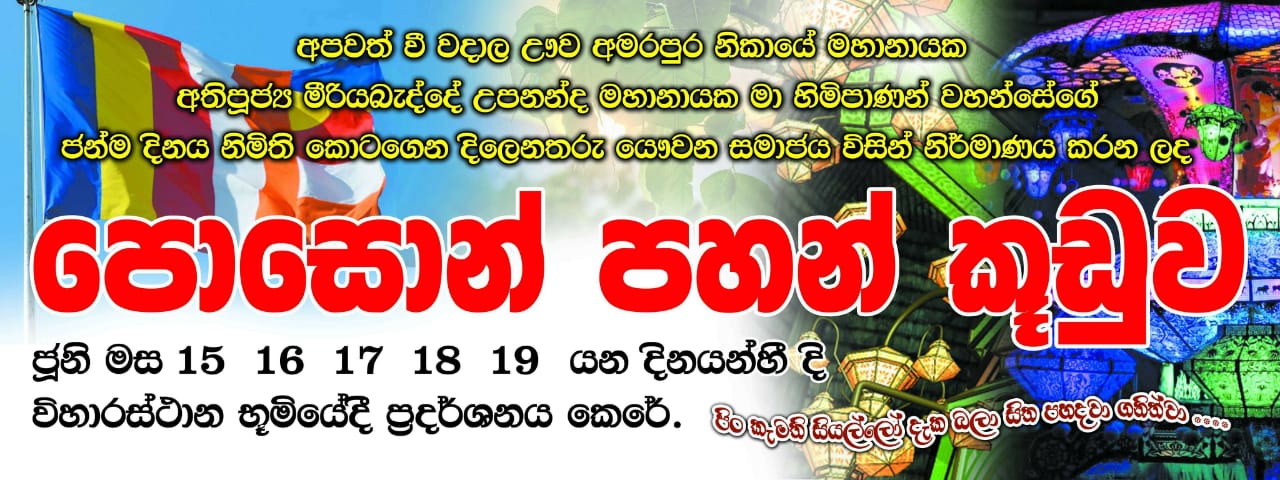 අපවත් වී වදාල ඌව අමරපුර නිකායේ මහානායක
අතිපූජ්‍ය මීරියබැද්දේ උපනන්ද මහානායක මා හිමිපාණන් වහන්සේගේ
ජන්ම දිනය නිමිති කොටගෙන දිලෙනතරු යෞවන සමාජය විසින් නිර්මාණය කරන ලද
පොසොන් පහන් කූඩුව
ජූනි මස 15 16 17 18 19 යන දිනයන්හී දි
විහාරස්ථාන භූමියේදී ප්‍රදර්ශනය කෙරේ.
පිං කැමති සියල්ලෝ දැක බලා සිත පහදවා ගනිත්වා ....